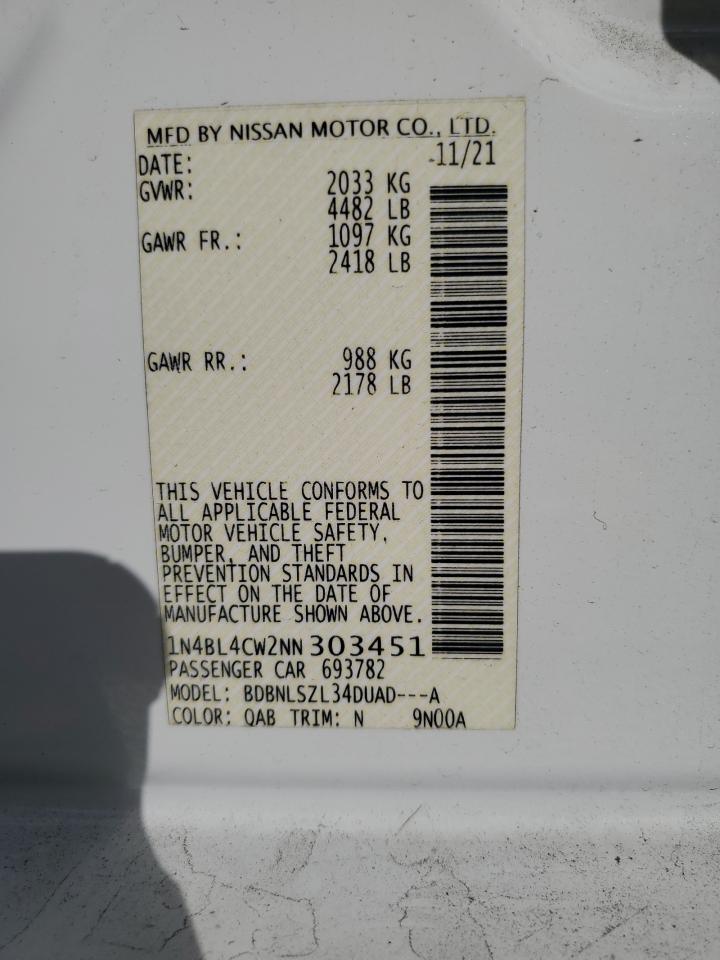 MFD BY NISSAN MOTOR CO., LTD.
DATE: 11/21
GVWR: 2033 KG
4482 LB
GAWR FR.: 1097 KG
2418 LB
GAWR RR.: 988 KG
2178 LB
THIS VEHICLE CONFORMS TO
ALL APPLICABLE FEDERAL
MOTOR VEHICLE SAFETY,
BUMPER, AND THEFT
PREVENTION STANDARDS IN
EFFECT ON THE DATE OF
MANUFACTURE SHOWN ABOVE.
1N4BL4CW2NN303451
PASSENGER CAR 693782
MODEL: BDBNLSZL34DUAD---A
COLOR: QAB TRIM: N 9N00A